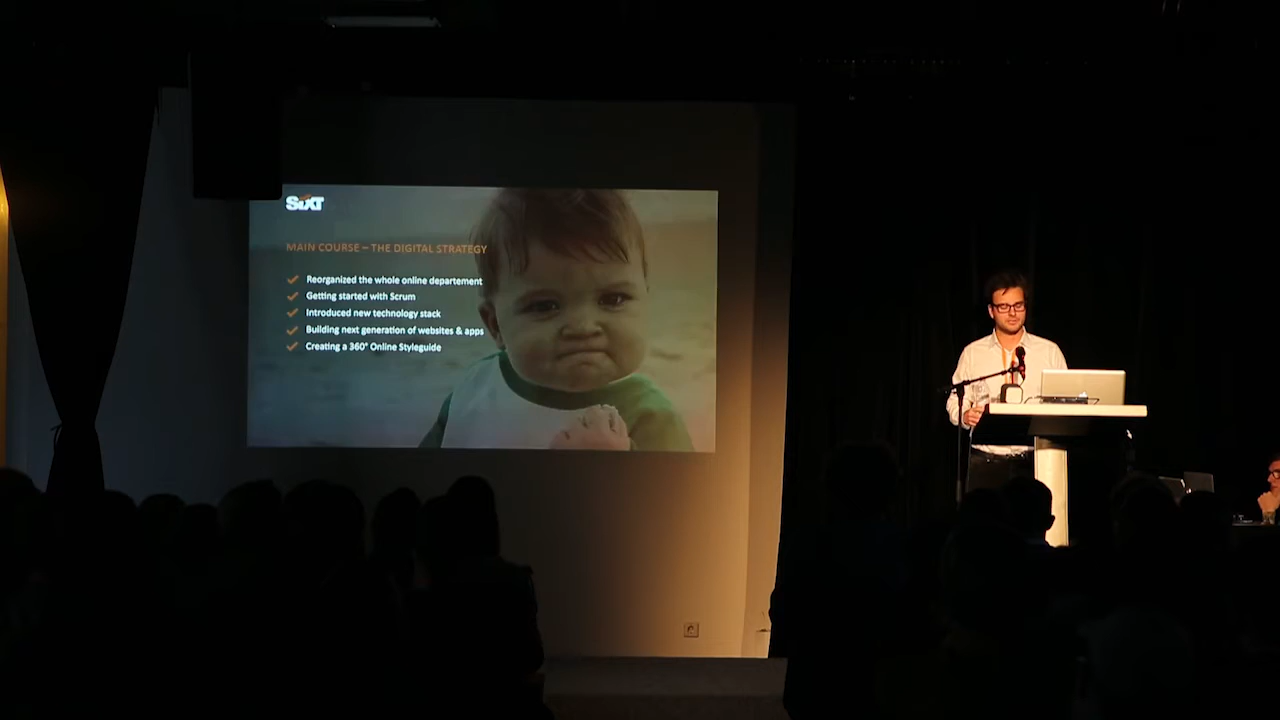 SIXT
MAIN COURSE – THE DIGITAL STRATEGY
Reorganized the whole online departement
Getting started with Scrum
Introduced new technology stack
Building next generation of websites & apps
Creating a 360° Online Styleguide